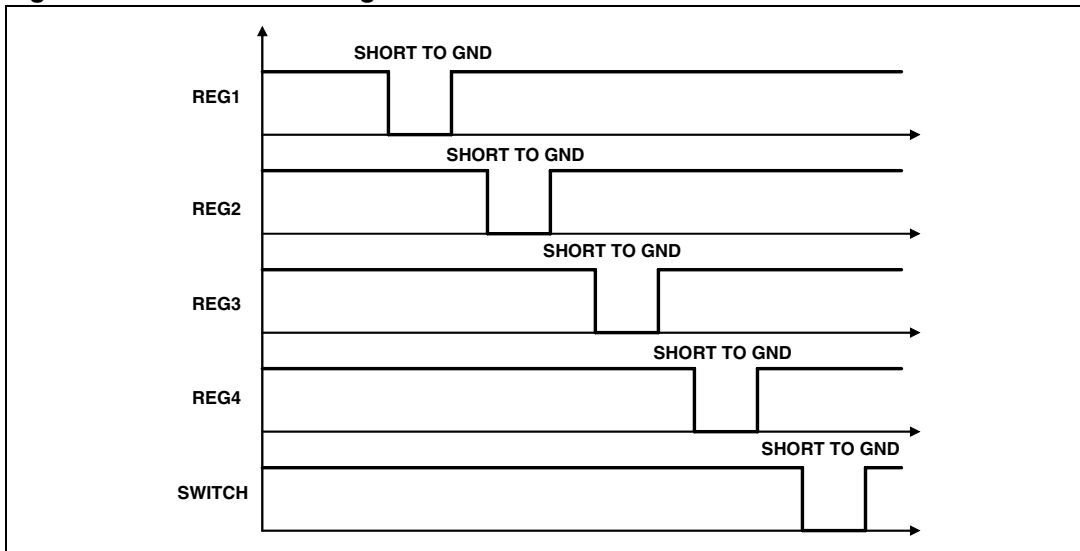 SHORT TO GND
REG1
SHORT TO GND
REG2
SHORT TO GND
REG3
SHORT TO GND
REG4
SHORT TO GND
SWITCH